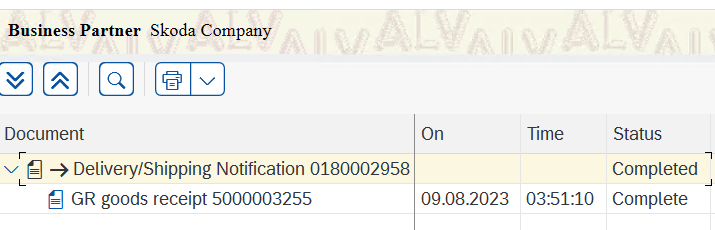 Business Partner Skoda Company
Document On Time Status
Delivery/Shipping Notification 0180002958 Completed
GR goods receipt 5000003255 09.08.2023 03:51:10 Complete